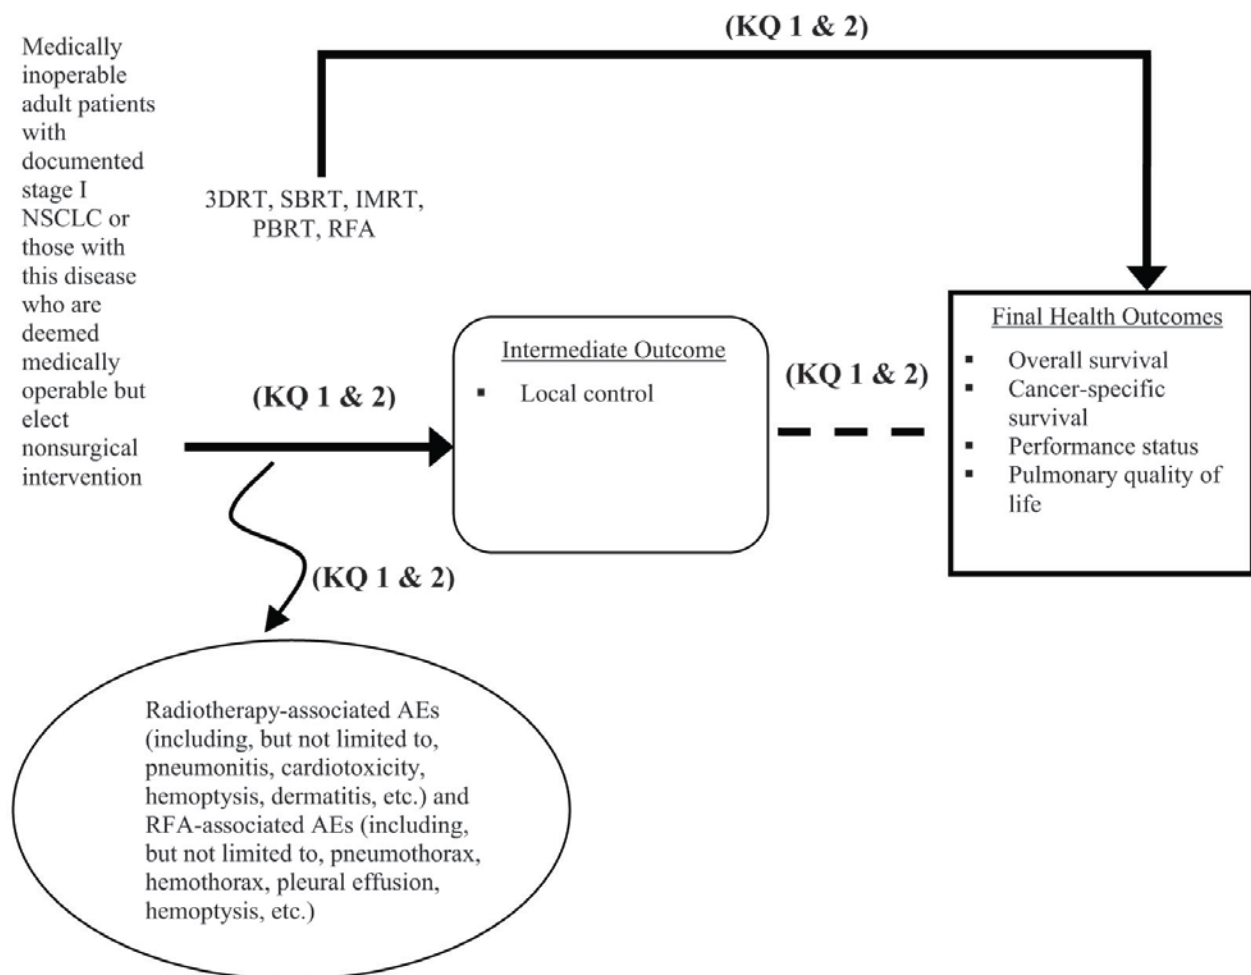 (KQ 1 & 2)
Medically
inoperable
adult patients
with
documented
stage I
NSCLC or
those with
this disease
who are
deemed
medically
operable but
elect
nonsurgical
intervention
3DRT, SBRT, IMRT,
PBRT, RFA
(KQ 1 & 2)
Intermediate Outcome
▪ Local control
(KQ 1 & 2)
Final Health Outcomes
▪ Overall survival
▪ Cancer-specific
survival
▪ Performance status
▪ Pulmonary quality of
life
(KQ 1 & 2)
Radiotherapy-associated AEs
(including, but not limited to,
pneumonitis, cardiotoxicity,
hemoptysis, dermatitis, etc.) and
RFA-associated AEs (including,
but not limited to, pneumothorax,
hemothorax, pleural effusion,
hemoptysis, etc.)